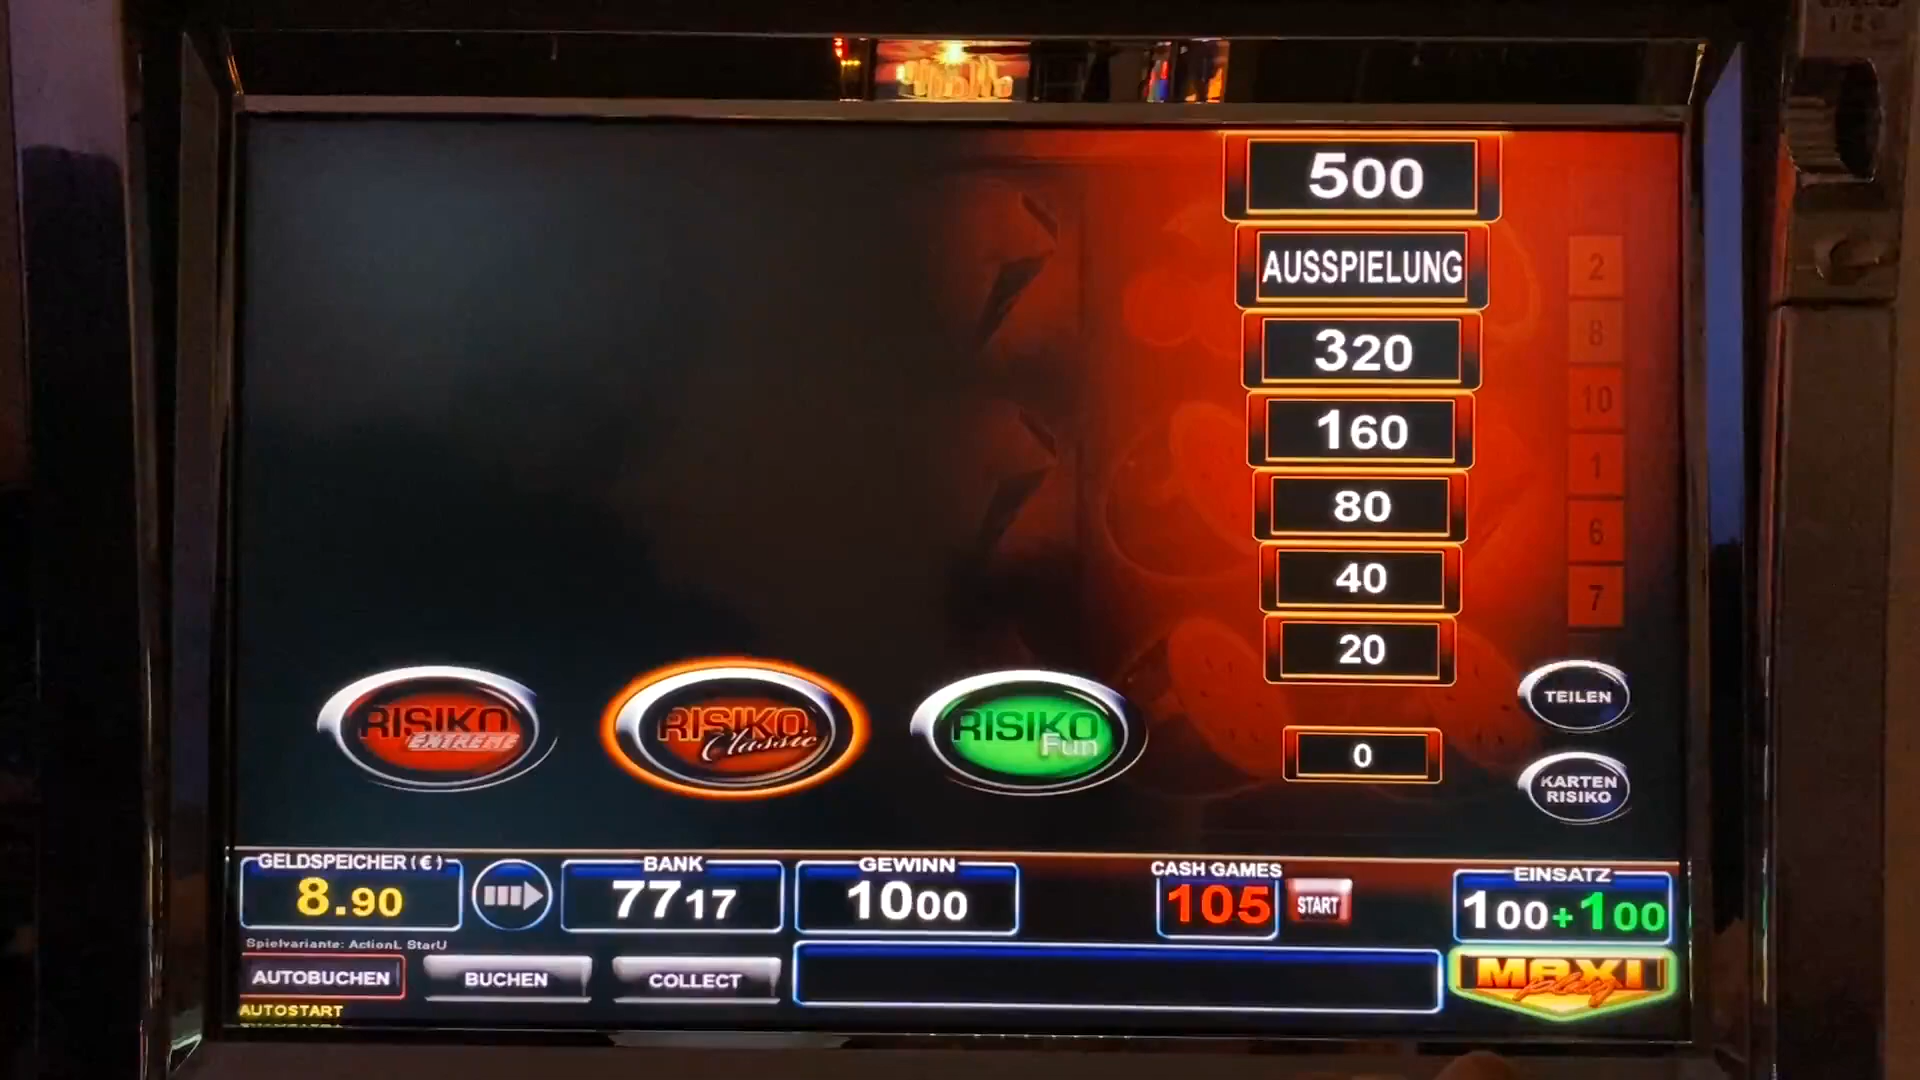 500
AUSSPIELUNG
320
160
80
40
20
0
2
8
10
1
6
7
RISIKO EXTREME
RISIKO Classic
RISIKO Fun
TEILEN
KARTEN
RISIKO
GELDSPEICHER (€)
8.90
BANK
7717
GEWINN
1000
CASH GAMES
105
START
EINSATZ
100+100
Spielvariante: ActionL StarU
AUTOBUCHEN
BUCHEN
COLLECT
MAXI
play
AUTOSTART